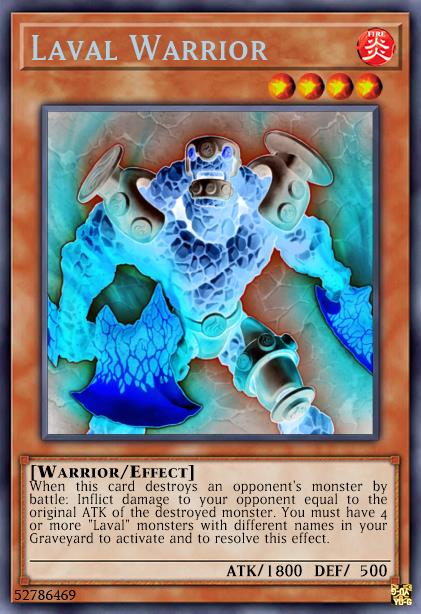 Laval Warrior
FIRE
炎
[Warrior/Effect]
When this card destroys an opponent's monster by
battle: Inflict damage to your opponent equal to the
original ATK of the destroyed monster. You must have 4
or more "Laval" monsters with different names in your
Graveyard to activate and to resolve this effect.
ATK/1800 DEF/ 500
52786469